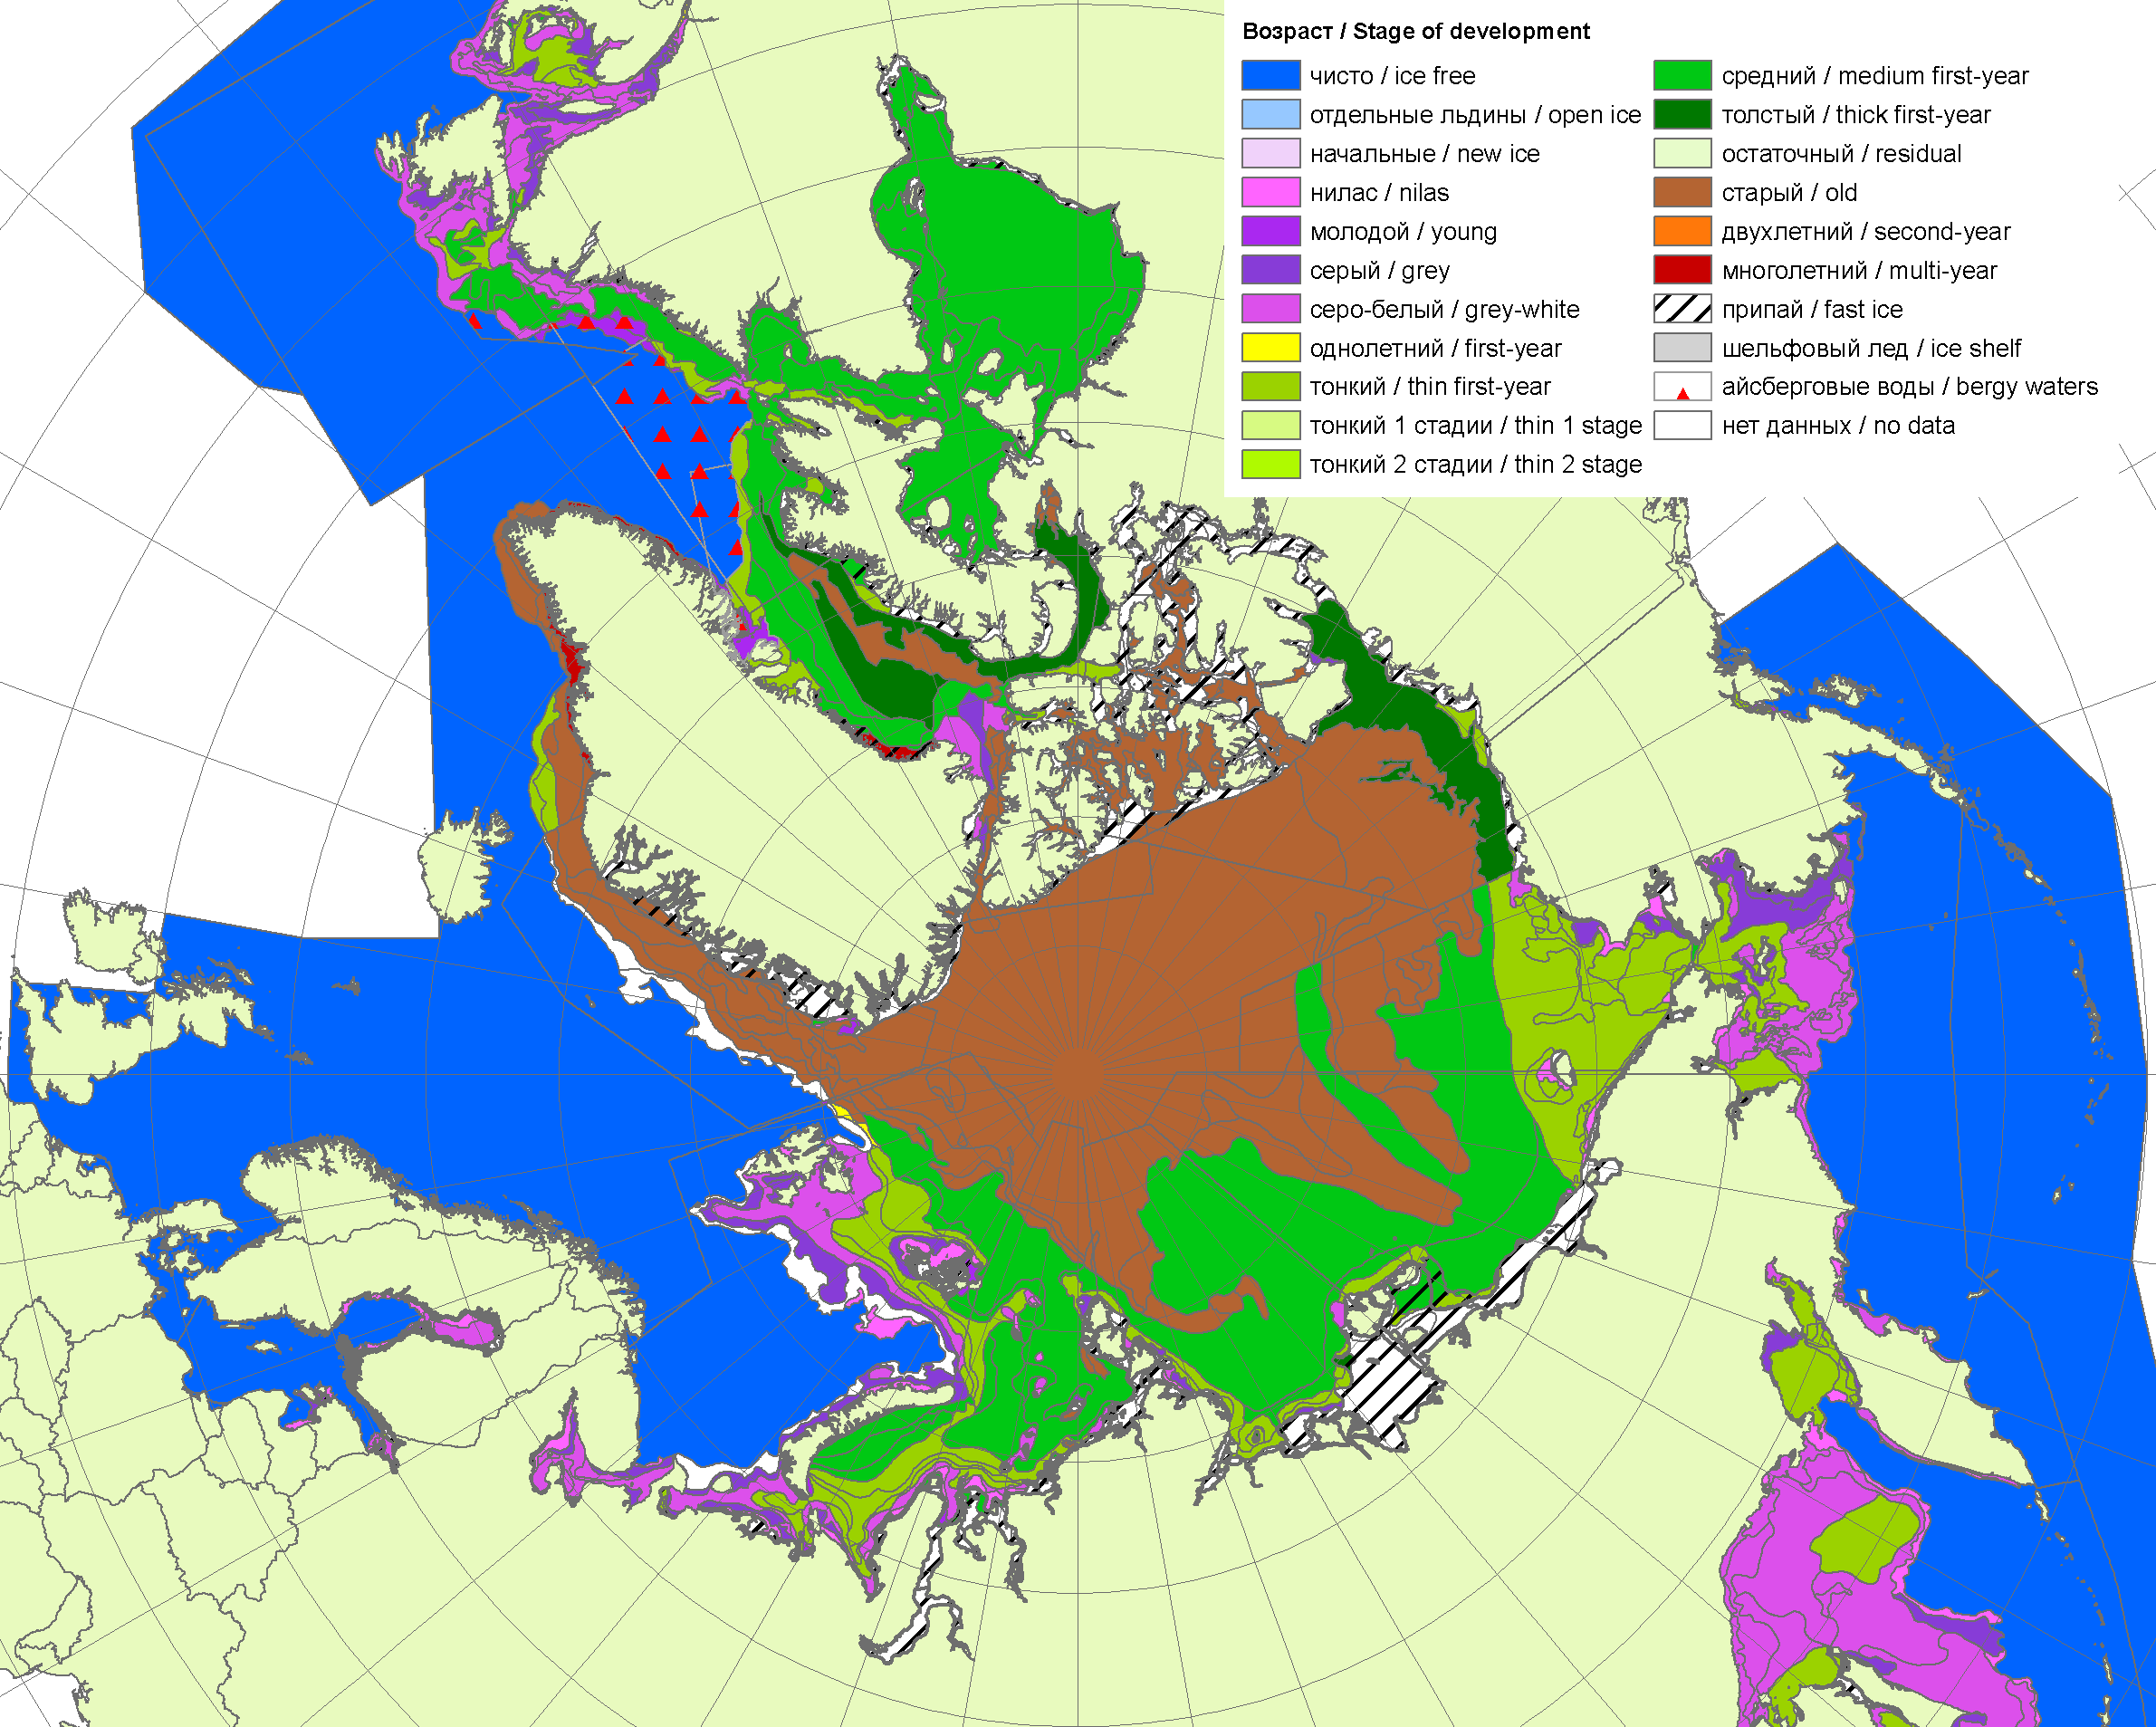 Возраст / Stage of development
чисто / ice free
отдельные льдины / open ice
начальные / new ice
нилас / nilas
молодой / young
серый / grey
серо-белый / grey-white
однолетний / first-year
тонкий / thin first-year
тонкий 1 стадии / thin 1 stage
тонкий 2 стадии / thin 2 stage
средний / medium first-year
толстый / thick first-year
остаточный / residual
старый / old
двухлетний / second-year
многолетний / multi-year
припай / fast ice
шельфовый лед / ice shelf
айсберговые воды / bergy waters
нет данных / no data